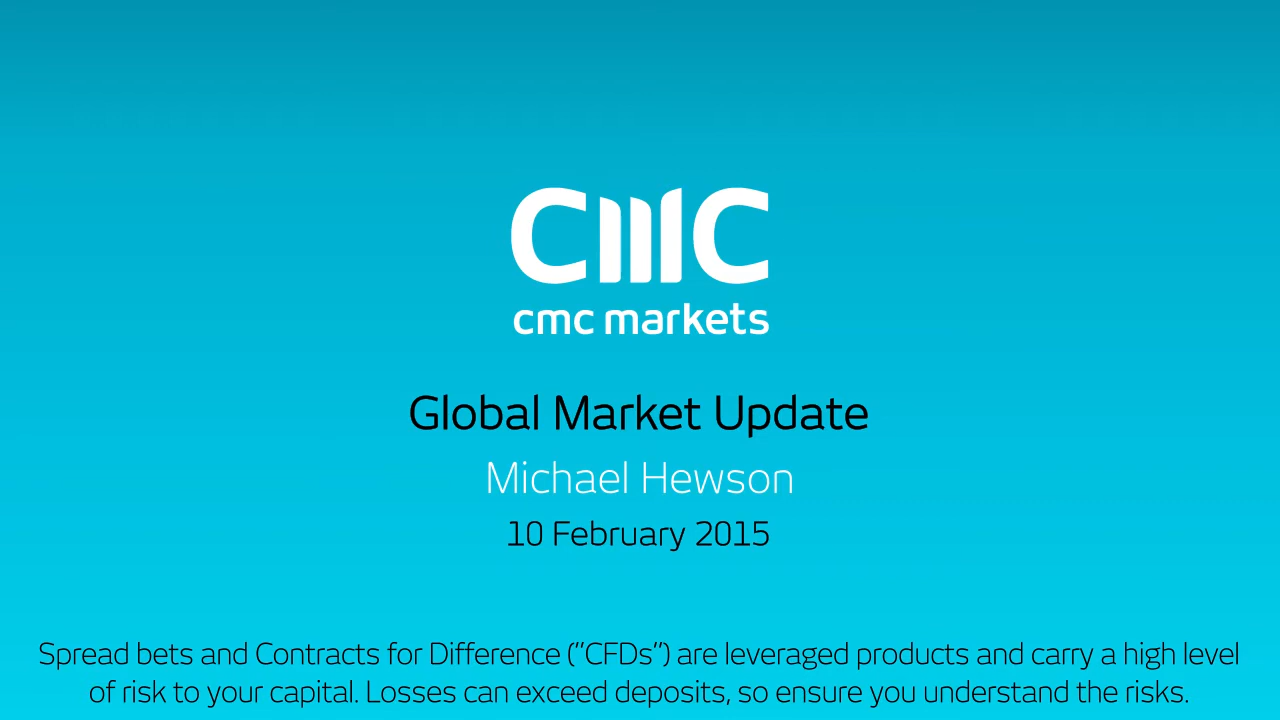 CMC
cmc markets
Global Market Update
Michael Hewson
10 February 2015
Spread bets and Contracts for Difference (“CFDs”) are leveraged products and carry a high level
of risk to your capital. Losses can exceed deposits, so ensure you understand the risks.